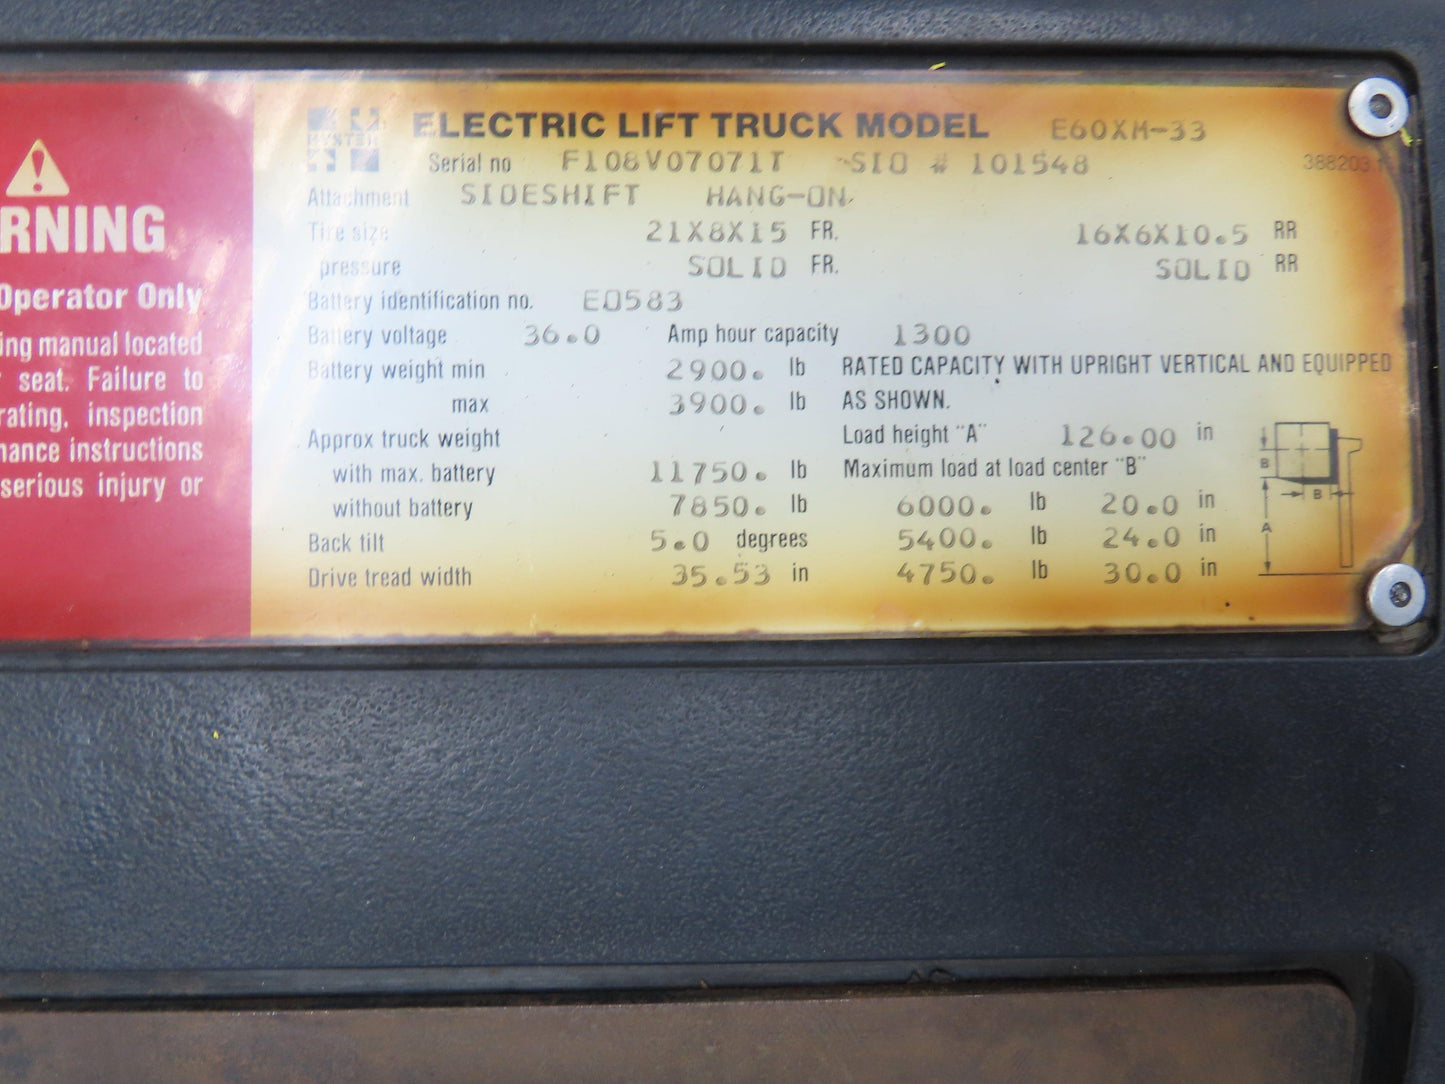 RNING
Operator Only
ing manual located
seat. Failure to
rating, inspection
nance instructions
serious injury or
HYSTER
ELECTRIC LIFT TRUCK MODEL E60XM-33
Serial no F108V07071T SIO # 101548 388203
Attachment SIDESHIFT HANG-ON
Tire size 21X8X15 FR. 16X6X10.5 RR
pressure SOLID FR. SOLID RR
Battery identification no. E0583
Battery voltage 36.0 Amp hour capacity 1300
Battery weight min 2900. lb RATED CAPACITY WITH UPRIGHT VERTICAL AND EQUIPPED
max 3900. lb AS SHOWN.
Approx truck weight Load height "A" 126.00 in
with max. battery 11750. lb Maximum load at load center "B"
without battery 7850. lb 6000. lb 20.0 in
Back tilt 5.0 degrees 5400. lb 24.0 in
Drive tread width 35.53 in 4750. lb 30.0 in
B
B
A